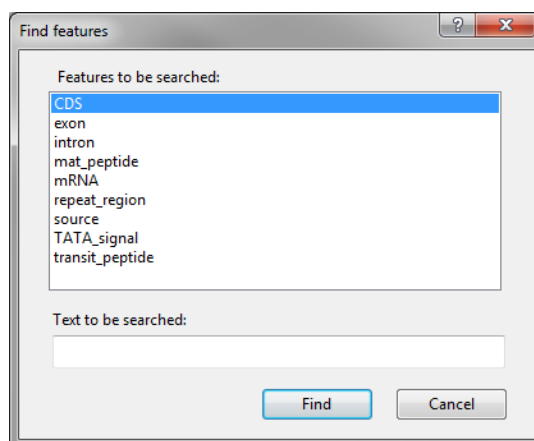 Find features
Features to be searched:
CDS
exon
intron
mat_peptide
mRNA
repeat_region
source
TATA_signal
transit_peptide
Text to be searched:
Find Cancel